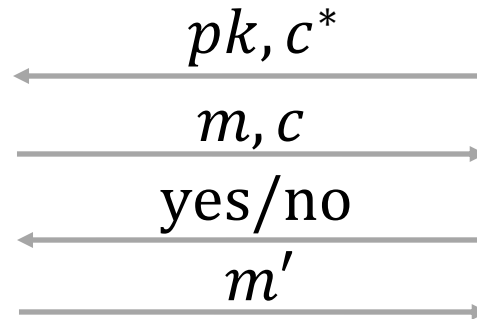 pk, c*
m, c
yes/no
m′